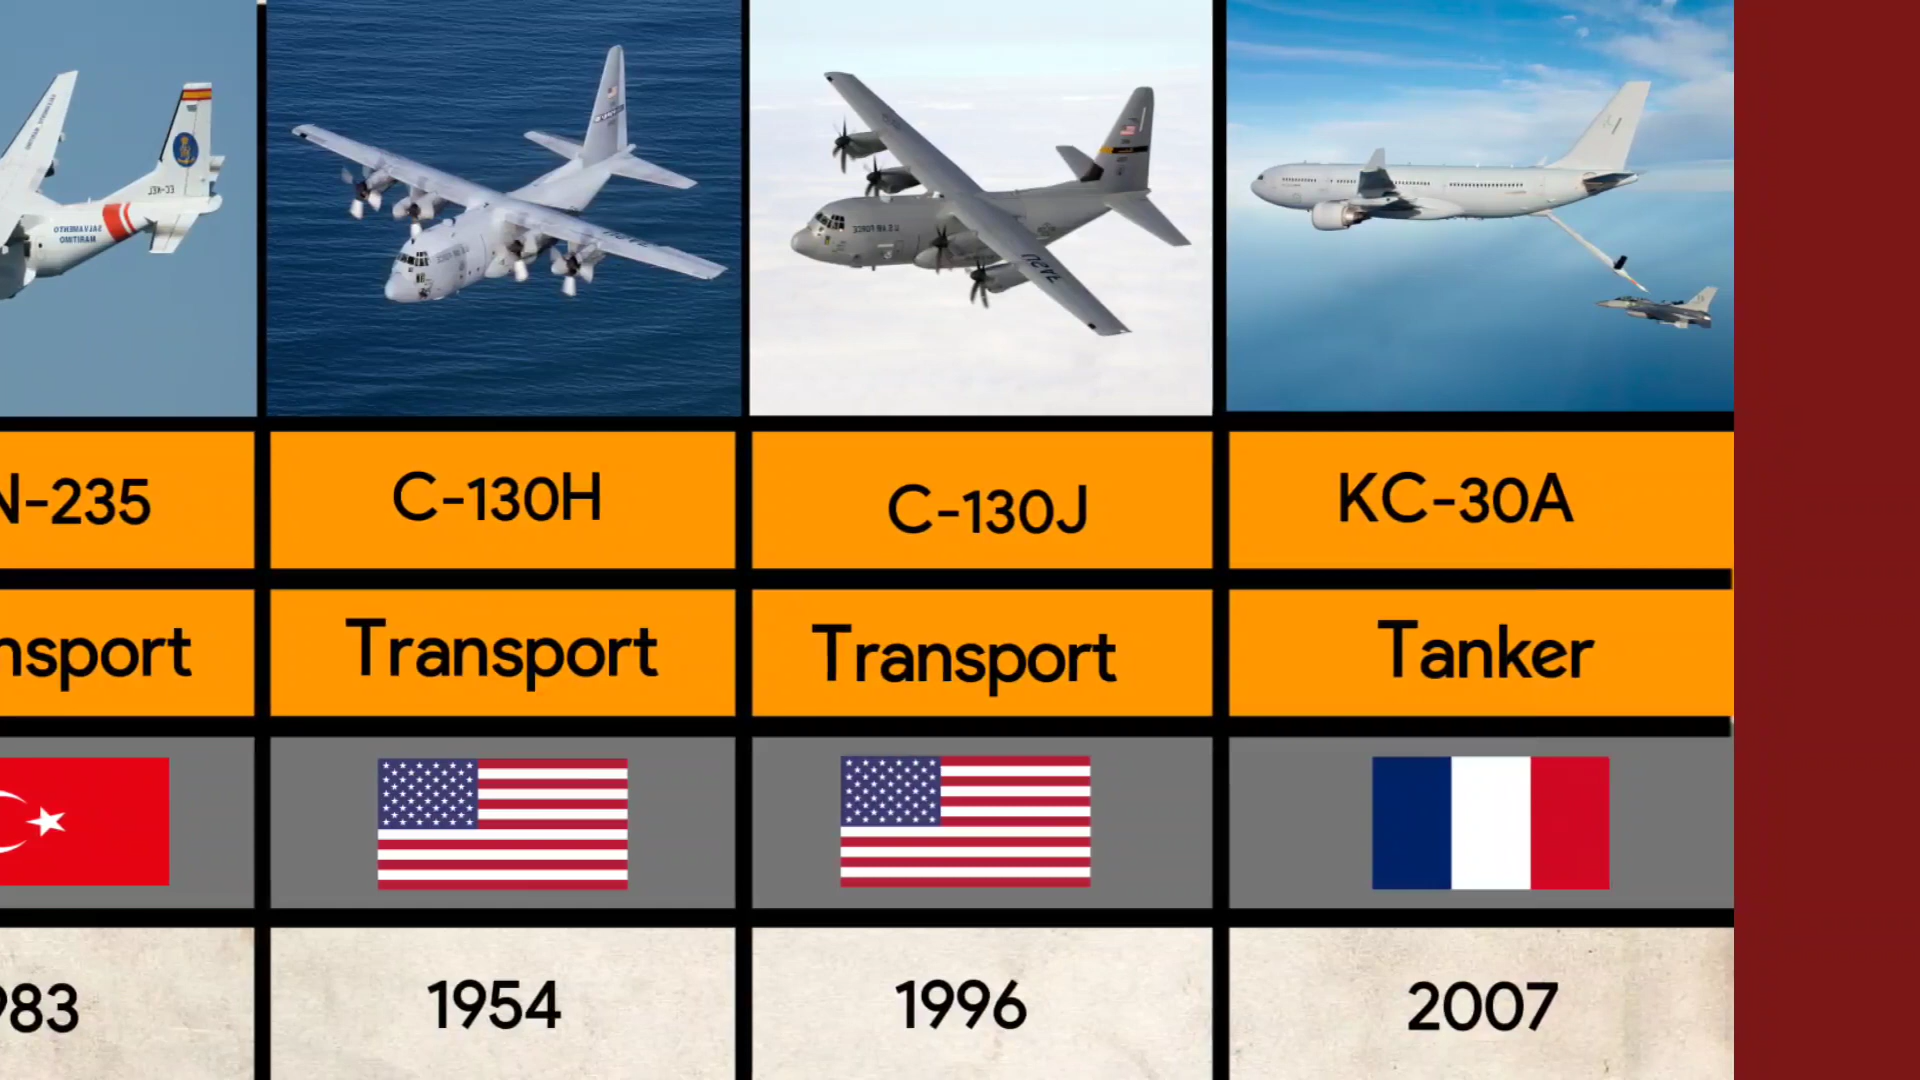 N-235
C-130H
C-130J
KC-30A
nsport
Transport
Transport
Tanker
983
1954
1996
2007